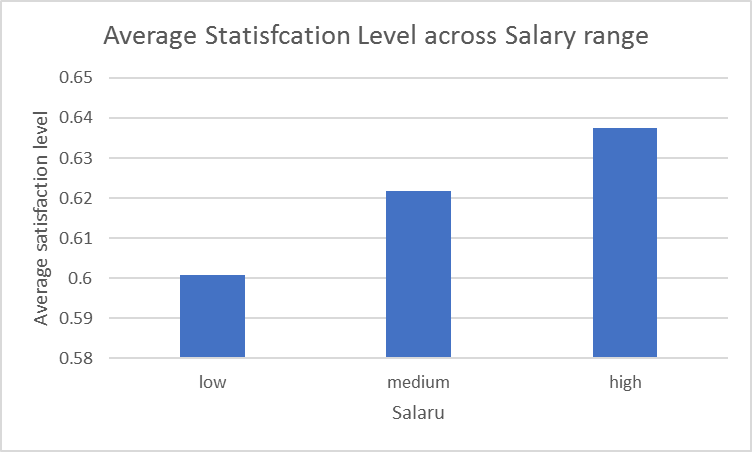 Average Statisfcation Level across Salary range
Average satisfaction level
0.65
0.64
0.63
0.62
0.61
0.6
0.59
0.58
low medium high
Salaru